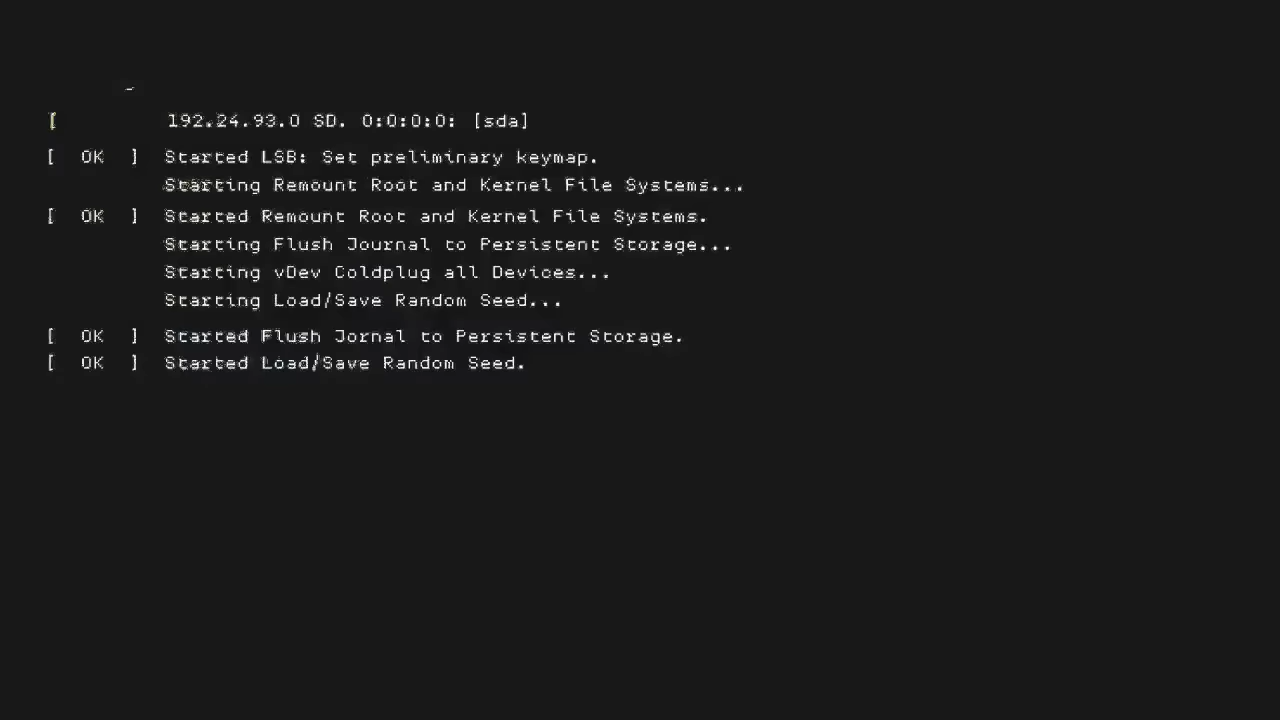 [ 192.24.93.0 SD. 0:0:0:0: [sda]
[ OK ] Started LSB: Set preliminary keymap.
Starting Remount Root and Kernel File Systems...
[ OK ] Started Remount Root and Kernel File Systems.
Starting Flush Journal to Persistent Storage...
Starting vDev Coldplug all Devices...
Starting Load/Save Random Seed...
[ OK ] Started Flush Jornal to Persistent Storage.
[ OK ] Started Load/Save Random Seed.